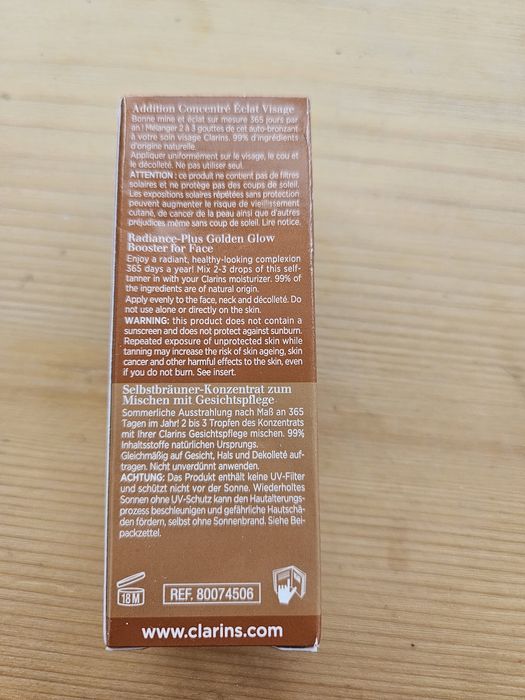 Addition Concentré Éclat Visage
Bonne mine et éclat sur mesure 365 jours par
an ! Mélanger 2 à 3 gouttes de cet auto-bronzant
à votre soin visage Clarins. 99% d'ingrédients
d'origine naturelle.
Appliquer uniformément sur le visage, le cou et
le décolleté. Ne pas utiliser seul.
ATTENTION : ce produit ne contient pas de filtres
solaires et ne protège pas des coups de soleil.
Les expositions solaires répétées sans protection
peuvent augmenter le risque de vieillissement
cutané, de cancer de la peau ainsi que d'autres
préjudices même sans coup de soleil. Lire notice.
Radiance-Plus Golden Glow
Booster for Face
Enjoy a radiant, healthy-looking complexion
365 days a year! Mix 2-3 drops of this self-
tanner in with your Clarins moisturizer. 99% of
the ingredients are of natural origin.
Apply evenly to the face, neck and décolleté. Do
not use alone or directly on the skin.
WARNING: this product does not contain a
sunscreen and does not protect against sunburn.
Repeated exposure of unprotected skin while
tanning may increase the risk of skin ageing, skin
cancer and other harmful effects to the skin, even
if you do not burn. See insert.
Selbstbräuner-Konzentrat zum
Mischen mit Gesichtspflege
Sommerliche Ausstrahlung nach Maß an 365
Tagen im Jahr! 2 bis 3 Tropfen des Konzentrats
mit Ihrer Clarins Gesichtspflege mischen. 99%
Inhaltsstoffe natürlichen Ursprungs.
Gleichmäßig auf Gesicht, Hals und Dekolleté auf-
tragen. Nicht unverdünnt anwenden.
ACHTUNG: Das Produkt enthält keine UV-Filter
und schützt nicht vor der Sonne. Wiederholtes
Sonnen ohne UV-Schutz kann den Hautalterungs-
prozess beschleunigen und gefährliche Hautschä-
den fördern, selbst ohne Sonnenbrand. Siehe Bei-
packzettel.
18 M
REF. 80074506
www.clarins.com